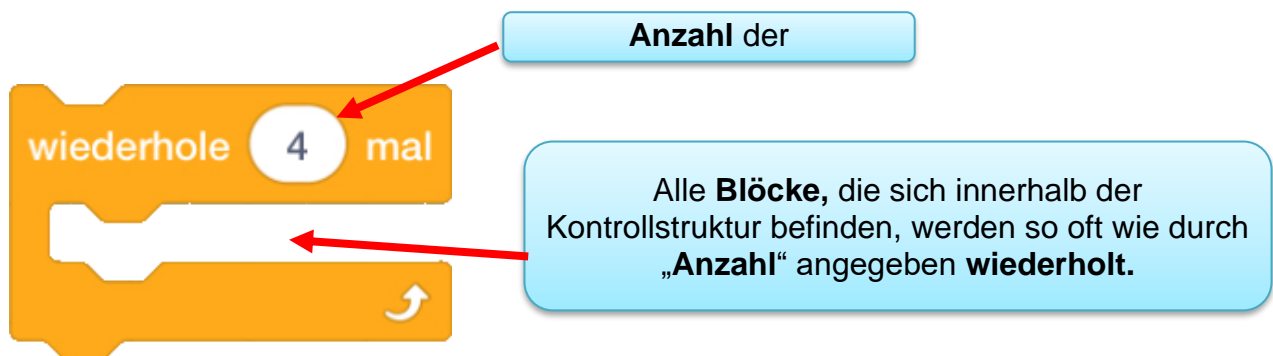 Anzahl der
wiederhole 4 mal
Alle Blöcke, die sich innerhalb der
Kontrollstruktur befinden, werden so oft wie durch
„Anzahl“ angegeben wiederholt.